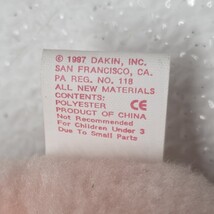 © 1997 DAKIN, INC.
SAN FRANCISCO, CA.
PA REG. NO. 118
ALL NEW MATERIALS
CONTENTS:
POLYESTER CE
PRODUCT OF CHINA
Not Recommended
For Children Under 3
Due To Small Parts